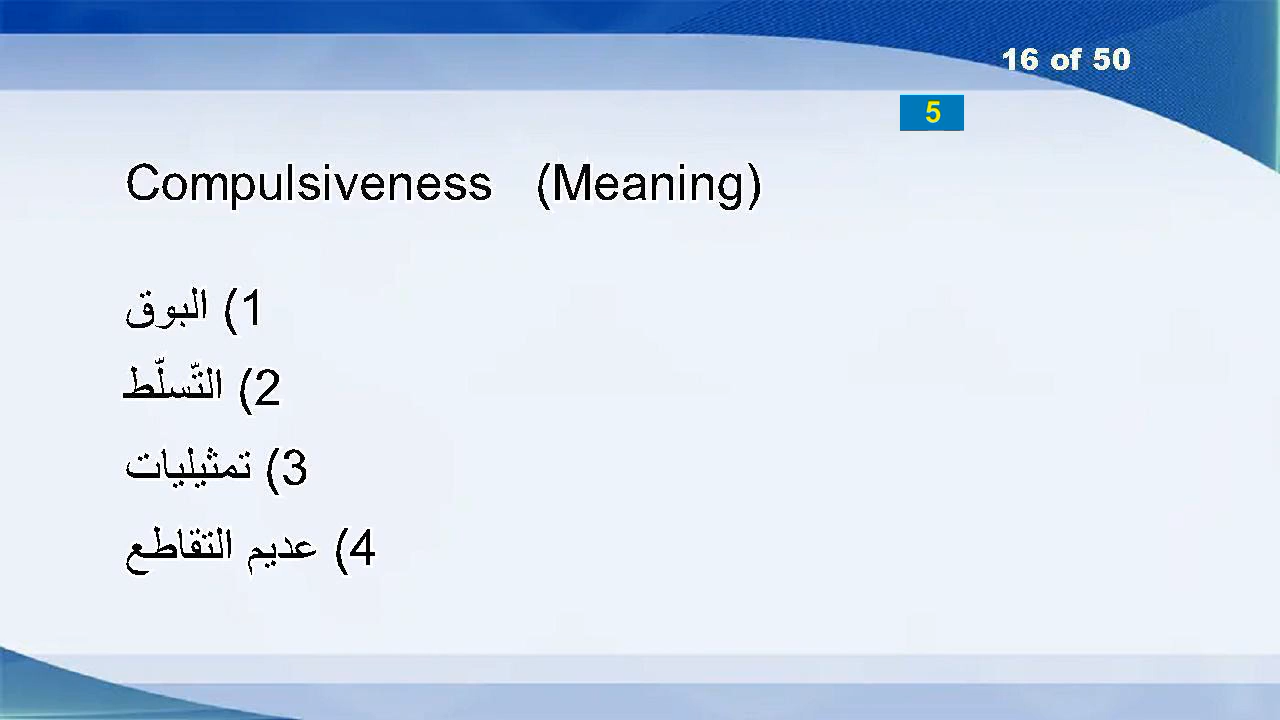 16 of 50
5
Compulsiveness (Meaning)
1) البوق
2) التّسلّط
3) تمثيليات
4) عديم التقاطع